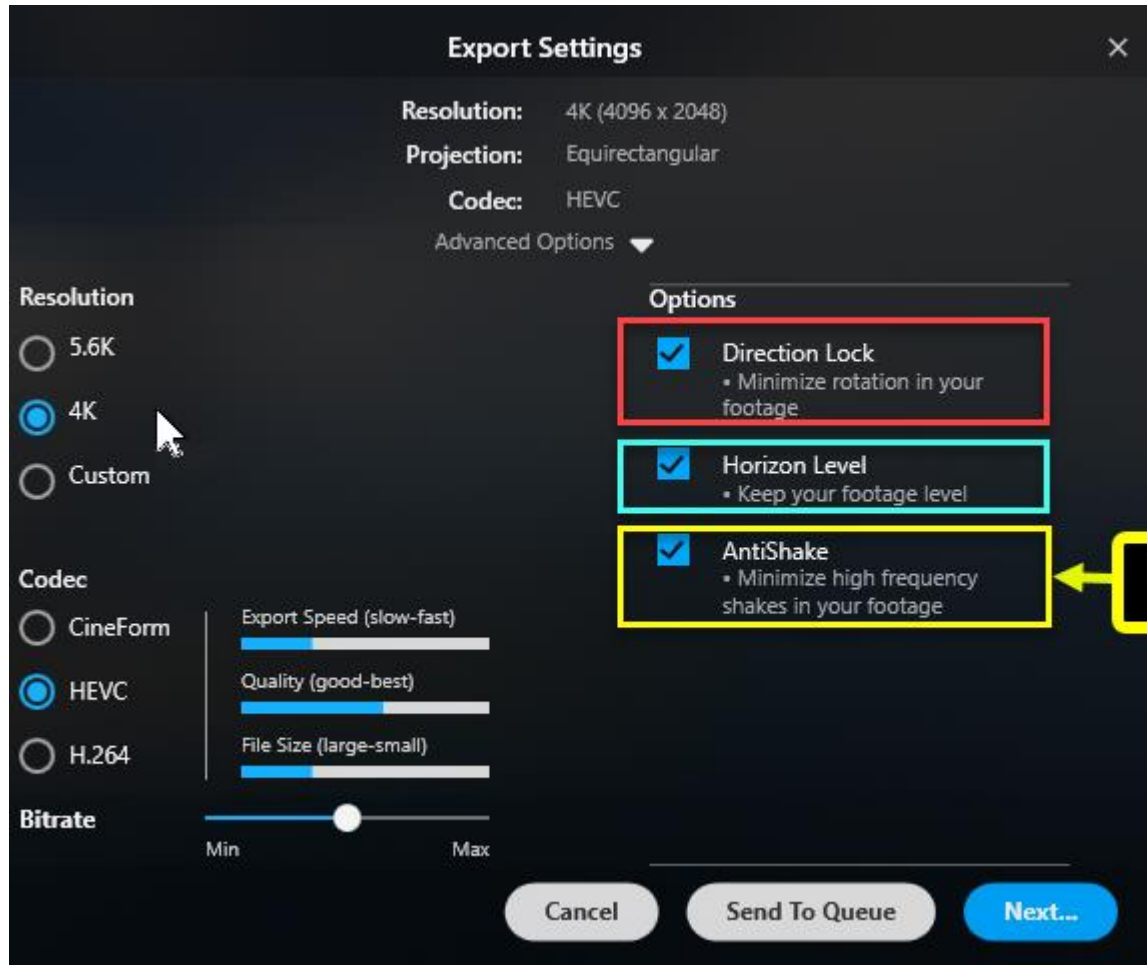 Export Settings
Resolution: 4K (4096 x 2048)
Projection: Equirectangular
Codec: HEVC
Advanced Options
Resolution
5.6K
4K
Custom
Codec
CineForm
HEVC
H.264
Export Speed (slow-fast)
Quality (good-best)
File Size (large-small)
Bitrate
Min Max
Options
Direction Lock
▪ Minimize rotation in your
footage
Horizon Level
▪ Keep your footage level
AntiShake
▪ Minimize high frequency
shakes in your footage
Cancel
Send To Queue
Next...